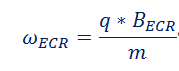 ω_ECR = q * B_ECR / m